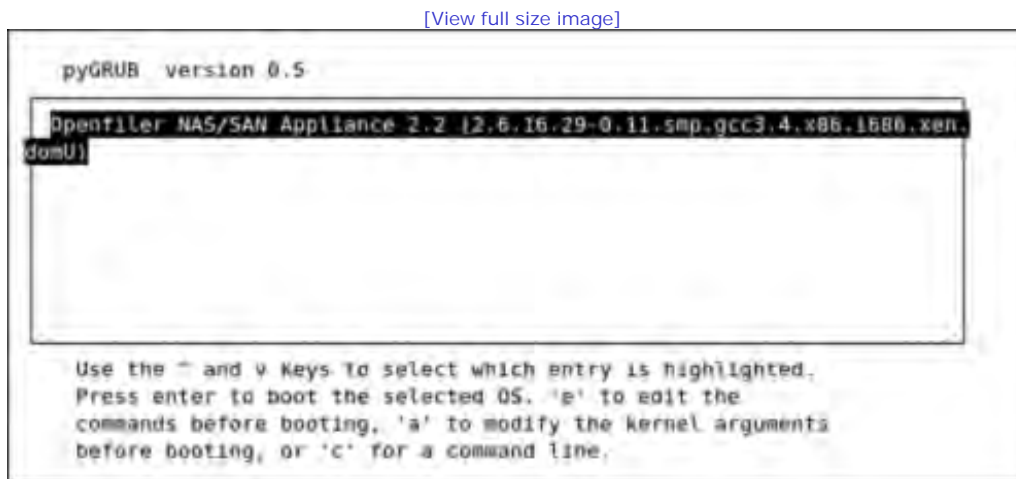 [View full size image]
pyGRUB version 0.5
Openfiler NAS/SAN Appliance 2.2 (2.6.16.29-0.11.smp.gcc3.4.x86.i686.xen.
domU)
Use the ^ and v keys to select which entry is highlighted.
Press enter to boot the selected OS. 'e' to edit the
commands before booting, 'a' to modify the kernel arguments
before booting, or 'c' for a command line.